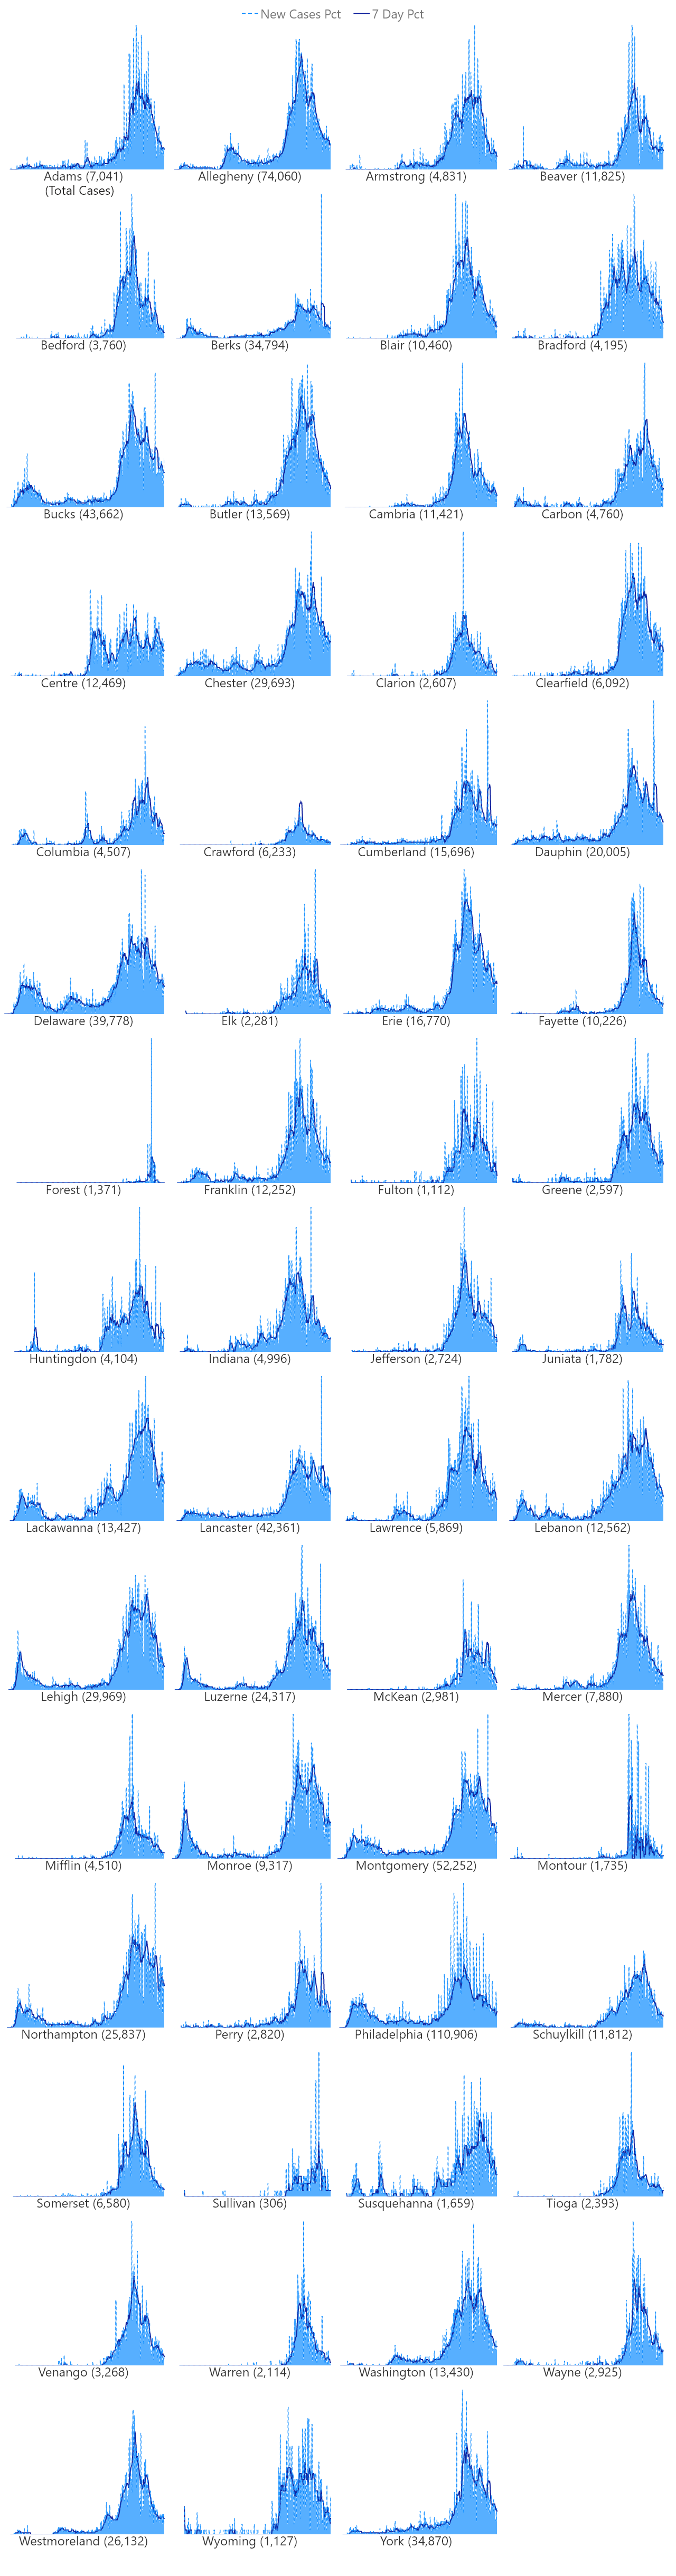 New Cases Pct 7 Day Pct
Adams (7,041) Allegheny (74,060) Armstrong (4,831) Beaver (11,825)
(Total Cases)
Bedford (3,760) Berks (34,794) Blair (10,460) Bradford (4,195)
Bucks (43,662) Butler (13,569) Cambria (11,421) Carbon (4,760)
Centre (12,469) Chester (29,693) Clarion (2,607) Clearfield (6,092)
Columbia (4,507) Crawford (6,233) Cumberland (15,696) Dauphin (20,005)
Delaware (39,778) Elk (2,281) Erie (16,770) Fayette (10,226)
Forest (1,371) Franklin (12,252) Fulton (1,112) Greene (2,597)
Huntingdon (4,104) Indiana (4,996) Jefferson (2,724) Juniata (1,782)
Lackawanna (13,427) Lancaster (42,361) Lawrence (5,869) Lebanon (12,562)
Lehigh (29,969) Luzerne (24,317) McKean (2,981) Mercer (7,880)
Mifflin (4,510) Monroe (9,317) Montgomery (52,252) Montour (1,735)
Northampton (25,837) Perry (2,820) Philadelphia (110,906) Schuylkill (11,812)
Somerset (6,580) Sullivan (306) Susquehanna (1,659) Tioga (2,393)
Venango (3,268) Warren (2,114) Washington (13,430) Wayne (2,925)
Westmoreland (26,132) Wyoming (1,127) York (34,870)